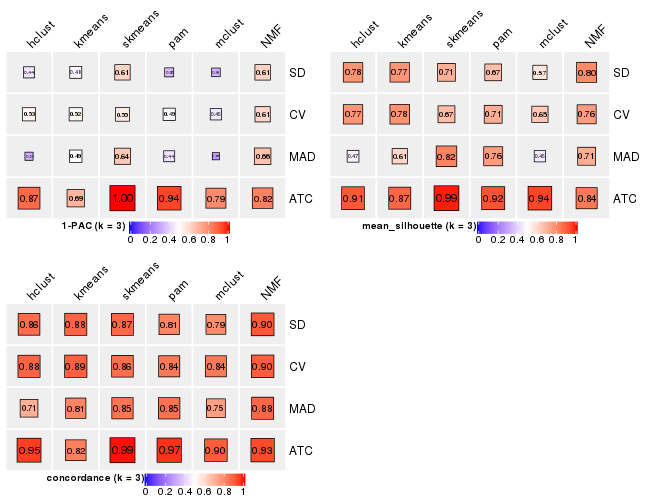 hclust kmeans skmeans pam mclust NMF
0.44 0.48 0.61 0.61 SD
0.53 0.52 0.55 0.49 0.45 0.61 CV
0.49 0.64 0.44 0.66 MAD
0.87 0.69 1.00 0.94 0.79 0.82 ATC
1-PAC (k = 3)
0 0.2 0.4 0.6 0.8 1
hclust kmeans skmeans pam mclust NMF
0.78 0.77 0.71 0.67 0.57 0.80 SD
0.77 0.78 0.67 0.71 0.65 0.76 CV
0.47 0.61 0.82 0.76 0.45 0.71 MAD
0.91 0.87 0.99 0.92 0.94 0.84 ATC
mean_silhouette (k = 3)
0 0.2 0.4 0.6 0.8 1
hclust kmeans skmeans pam mclust NMF
0.86 0.88 0.87 0.81 0.79 0.90 SD
0.88 0.89 0.86 0.84 0.84 0.90 CV
0.71 0.81 0.85 0.85 0.75 0.88 MAD
0.95 0.82 0.99 0.97 0.90 0.93 ATC
concordance (k = 3)
0 0.2 0.4 0.6 0.8 1